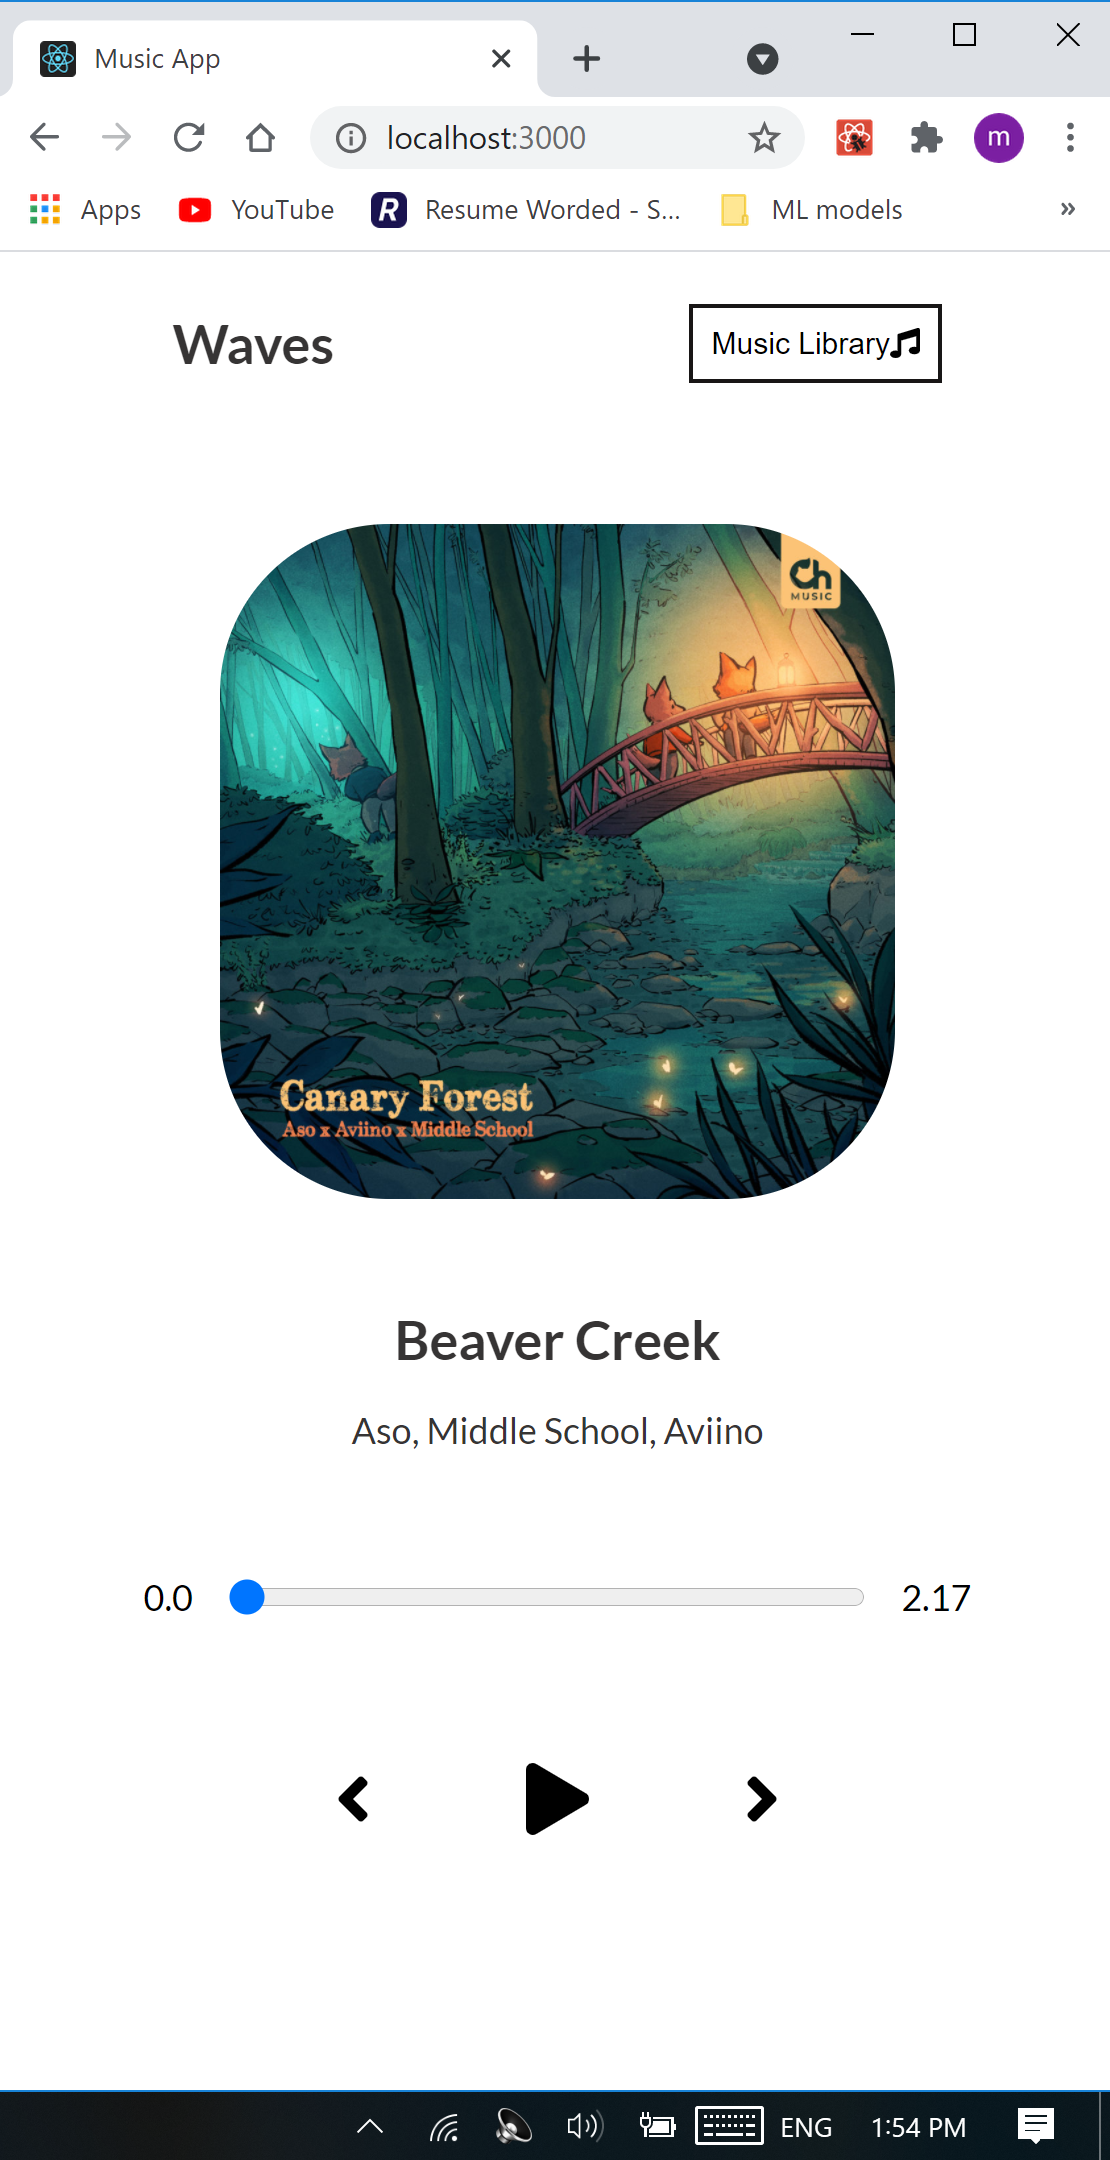 Music App
localhost:3000
m
Apps YouTube Resume Worded - S... ML models »
Waves
Music Library
Ch
MUSIC
Canary Forest
Aso x Aviino x Middle School
Beaver Creek
Aso, Middle School, Aviino
0.0 2.17
ENG 1:54 PM